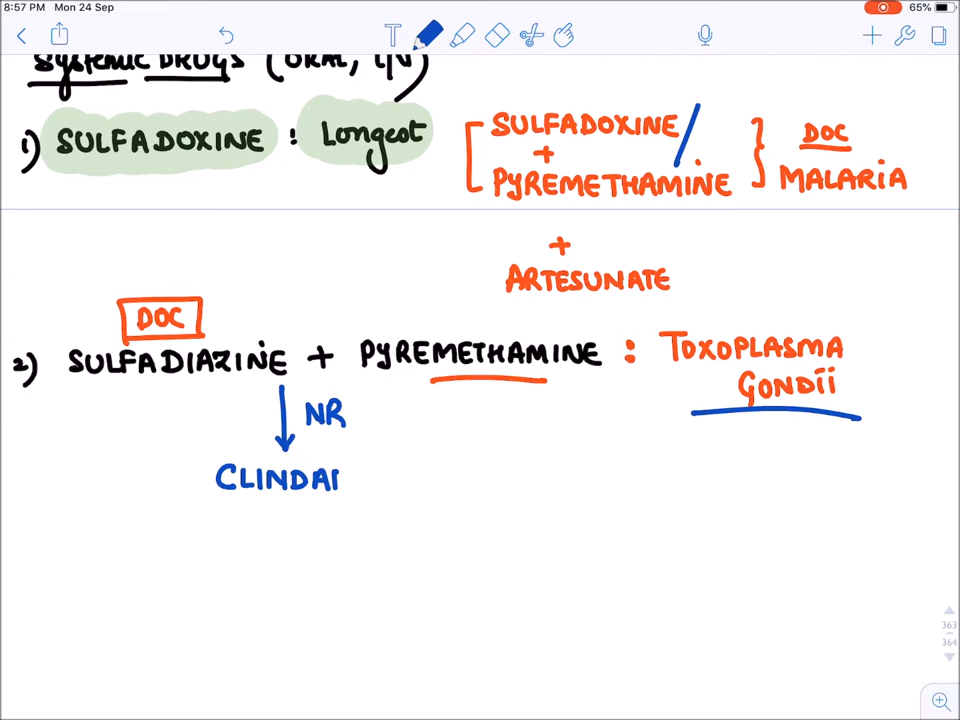 8:57 PM Mon 24 Sep
65%
T
Systemic DRUGS (ORAL, I/V)
1) SULFADOXINE : Longest
SULFADOXINE /
+
PYREMETHAMINE
DOC
MALARIA
+
ARTESUNATE
DOC
2) SULFADIAZINE + PYREMETHAMINE : TOXOPLASMA
GONDII
NR
CLINDAI
363
364